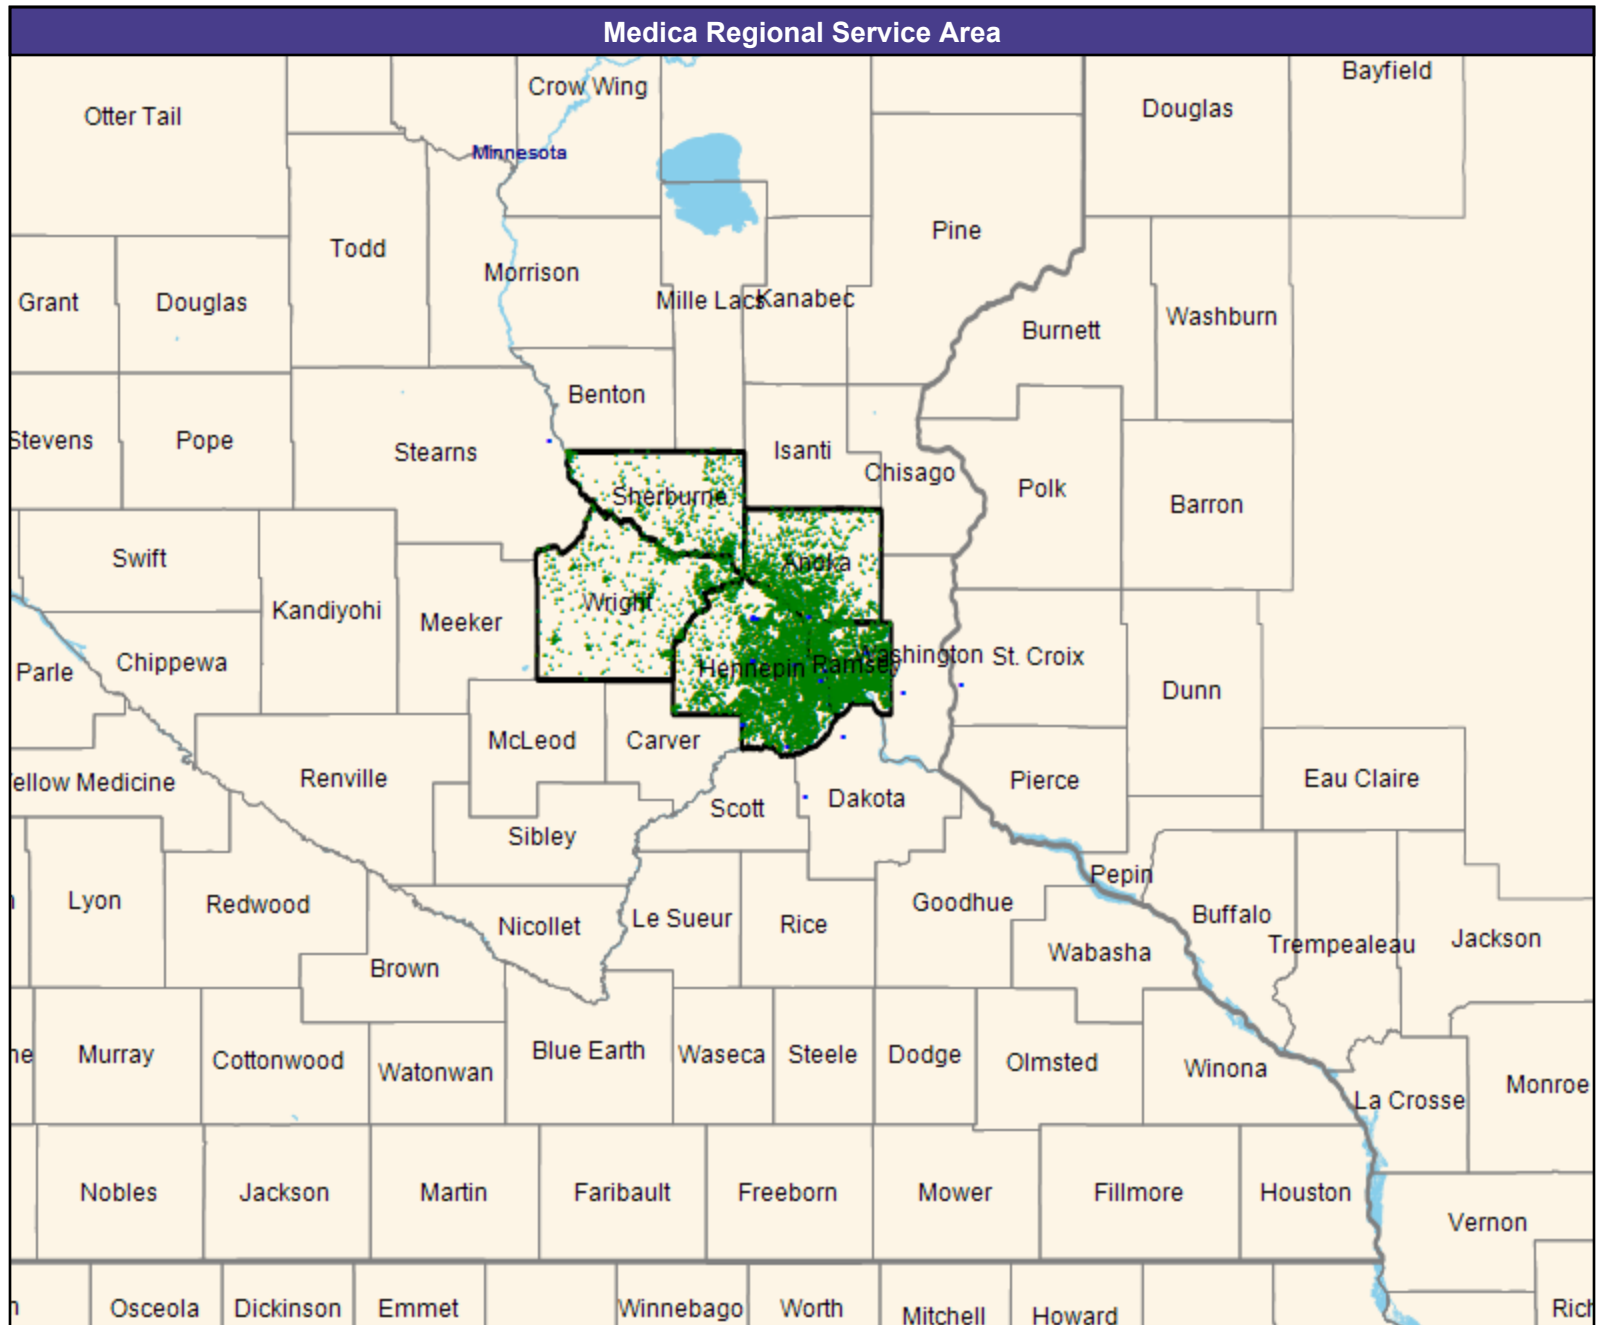 Medica Regional Service Area
Crow Wing
Bayfield
Otter Tail
Douglas
Minnesota
Pine
Todd
Morrison
Mille Lacs
Kanabec
Grant
Douglas
Burnett
Washburn
Benton
Stevens
Pope
Stearns
Isanti
Chisago
Polk
Barron
Sherburne
Swift
Anoka
Kandiyohi
Meeker
Wright
Parle
Chippewa
Hennepin
Ramsey
Washington
St. Croix
Dunn
McLeod
Carver
Renville
ellow Medicine
Pierce
Eau Claire
Scott
Dakota
Sibley
Pepin
Lyon
Redwood
Nicollet
Le Sueur
Rice
Goodhue
Buffalo
Trempealeau
Jackson
Brown
Wabasha
ne
Murray
Cottonwood
Watonwan
Blue Earth
Waseca
Steele
Dodge
Olmsted
Winona
La Crosse
Monroe
Nobles
Jackson
Martin
Faribault
Freeborn
Mower
Fillmore
Houston
Vernon
Osceola
Dickinson
Emmet
Winnebago
Worth
Mitchell
Howard
Rich